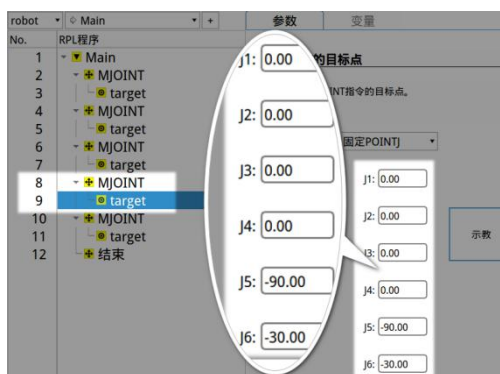 robot Main + 参数 变量
No. RPL程序
1 Main
2 MJOINT
3 target
4 MJOINT
5 target
6 MJOINT
7 target
8 MJOINT
9 target
10 MJOINT
11 target
12 结束
的目标点
INT指令的目标点。
固定POINTJ
J1: 0.00
J2: 0.00
J3: 0.00
J4: 0.00
J5: -90.00
J6: -30.00
J1: 0.00
J2: 0.00
J3: 0.00
J4: 0.00
J5: -90.00
J6: -30.00
示教